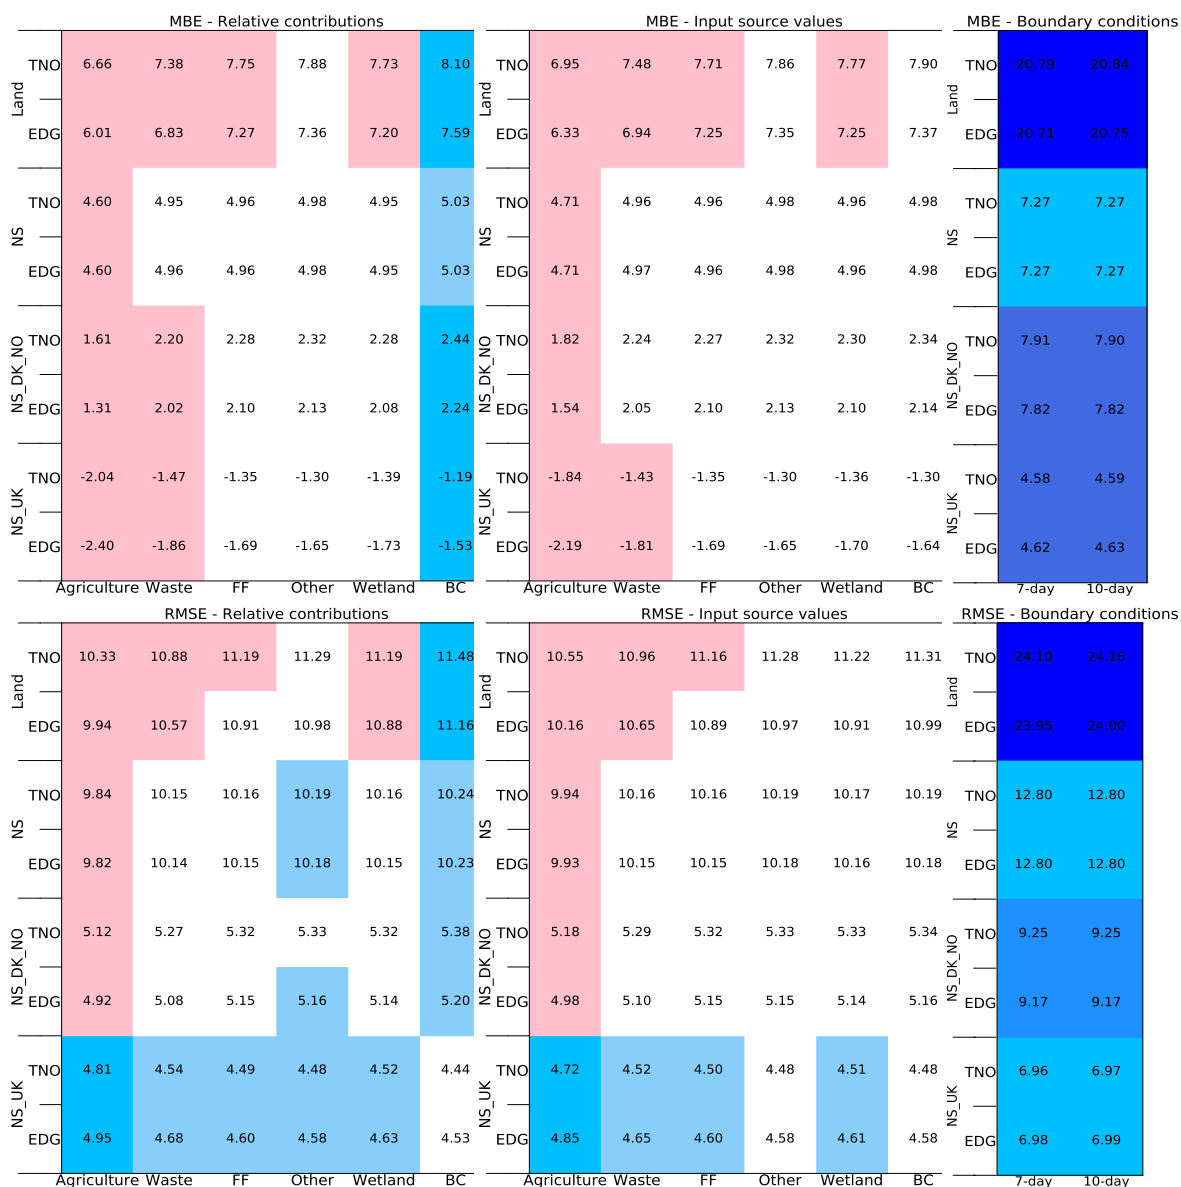 MBE - Relative contributions MBE - Input source values MBE - Boundary conditions
TNO 6.66 7.38 7.75 7.88 7.73 8.10 TNO 6.95 7.48 7.71 7.86 7.77 7.90 TNO 20.79 20.84
Land Land Land
EDG 6.01 6.83 7.27 7.36 7.20 7.59 EDG 6.33 6.94 7.25 7.35 7.25 7.37 EDG 20.71 20.75
TNO 4.60 4.95 4.96 4.98 4.95 5.03 TNO 4.71 4.96 4.96 4.98 4.96 4.98 TNO 7.27 7.27
NS NS NS
EDG 4.60 4.96 4.96 4.98 4.95 5.03 EDG 4.71 4.97 4.96 4.98 4.96 4.98 EDG 7.27 7.27
TNO 1.61 2.20 2.28 2.32 2.28 2.44 TNO 1.82 2.24 2.27 2.32 2.30 2.34 TNO 7.91 7.90
NS_DK_NO NS_DK_NO NS_DK_NO
EDG 1.31 2.02 2.10 2.13 2.08 2.24 EDG 1.54 2.05 2.10 2.13 2.10 2.14 EDG 7.82 7.82
TNO -2.04 -1.47 -1.35 -1.30 -1.39 -1.19 TNO -1.84 -1.43 -1.35 -1.30 -1.36 -1.30 TNO 4.58 4.59
NS_UK NS_UK NS_UK
EDG -2.40 -1.86 -1.69 -1.65 -1.73 -1.53 EDG -2.19 -1.81 -1.69 -1.65 -1.70 -1.64 EDG 4.62 4.63
Agriculture Waste FF Other Wetland BC Agriculture Waste FF Other Wetland BC 7-day 10-day
RMSE - Relative contributions RMSE - Input source values RMSE - Boundary conditions
TNO 10.33 10.88 11.19 11.29 11.19 11.48 TNO 10.55 10.96 11.16 11.28 11.22 11.31 TNO 24.10 24.16
Land Land Land
EDG 9.94 10.57 10.91 10.98 10.88 11.16 EDG 10.16 10.65 10.89 10.97 10.91 10.99 EDG 23.95 24.00
TNO 9.84 10.15 10.16 10.19 10.16 10.24 TNO 9.94 10.16 10.16 10.19 10.17 10.19 TNO 12.80 12.80
NS NS NS
EDG 9.82 10.14 10.15 10.18 10.15 10.23 EDG 9.93 10.15 10.15 10.18 10.16 10.18 EDG 12.80 12.80
TNO 5.12 5.27 5.32 5.33 5.32 5.38 TNO 5.18 5.29 5.32 5.33 5.33 5.34 TNO 9.25 9.25
NS_DK_NO NS_DK_NO NS_DK_NO
EDG 4.92 5.08 5.15 5.16 5.14 5.20 EDG 4.98 5.10 5.15 5.15 5.14 5.16 EDG 9.17 9.17
TNO 4.81 4.54 4.49 4.48 4.52 4.44 TNO 4.72 4.52 4.50 4.48 4.51 4.48 TNO 6.96 6.97
NS_UK NS_UK NS_UK
EDG 4.95 4.68 4.60 4.58 4.63 4.53 EDG 4.85 4.65 4.60 4.58 4.61 4.58 EDG 6.98 6.99
Agriculture Waste FF Other Wetland BC Agriculture Waste FF Other Wetland BC 7-day 10-day